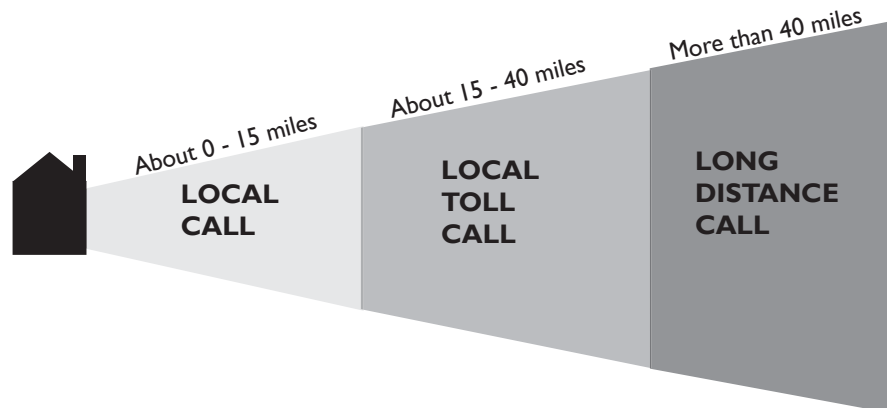 About 0 - 15 miles
LOCAL
CALL
About 15 - 40 miles
LOCAL
TOLL
CALL
More than 40 miles
LONG
DISTANCE
CALL